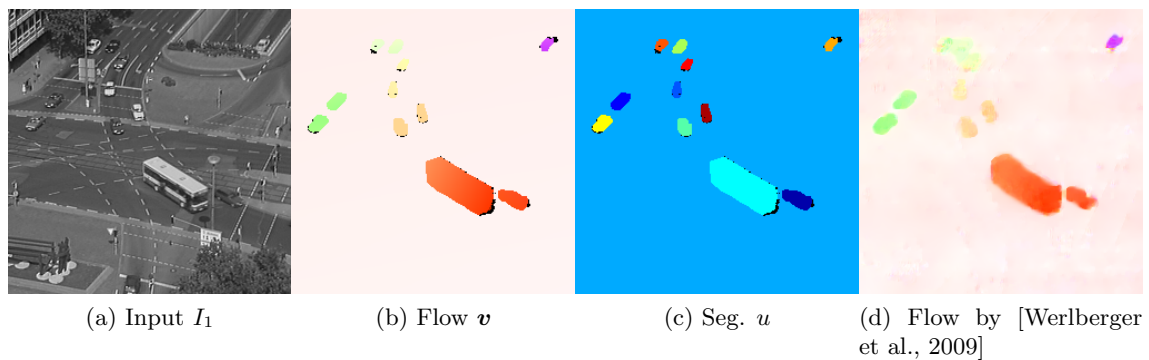 (a) Input I₁
(b) Flow v
(c) Seg. u
(d) Flow by [Werlberger
et al., 2009]